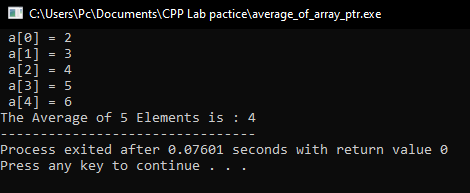 C:\Users\Pc\Documents\CPP Lab pactice\average_of_array_ptr.exe
a[0] = 2
a[1] = 3
a[2] = 4
a[3] = 5
a[4] = 6
The Average of 5 Elements is : 4
--------------------------------
Process exited after 0.07601 seconds with return value 0
Press any key to continue . . .